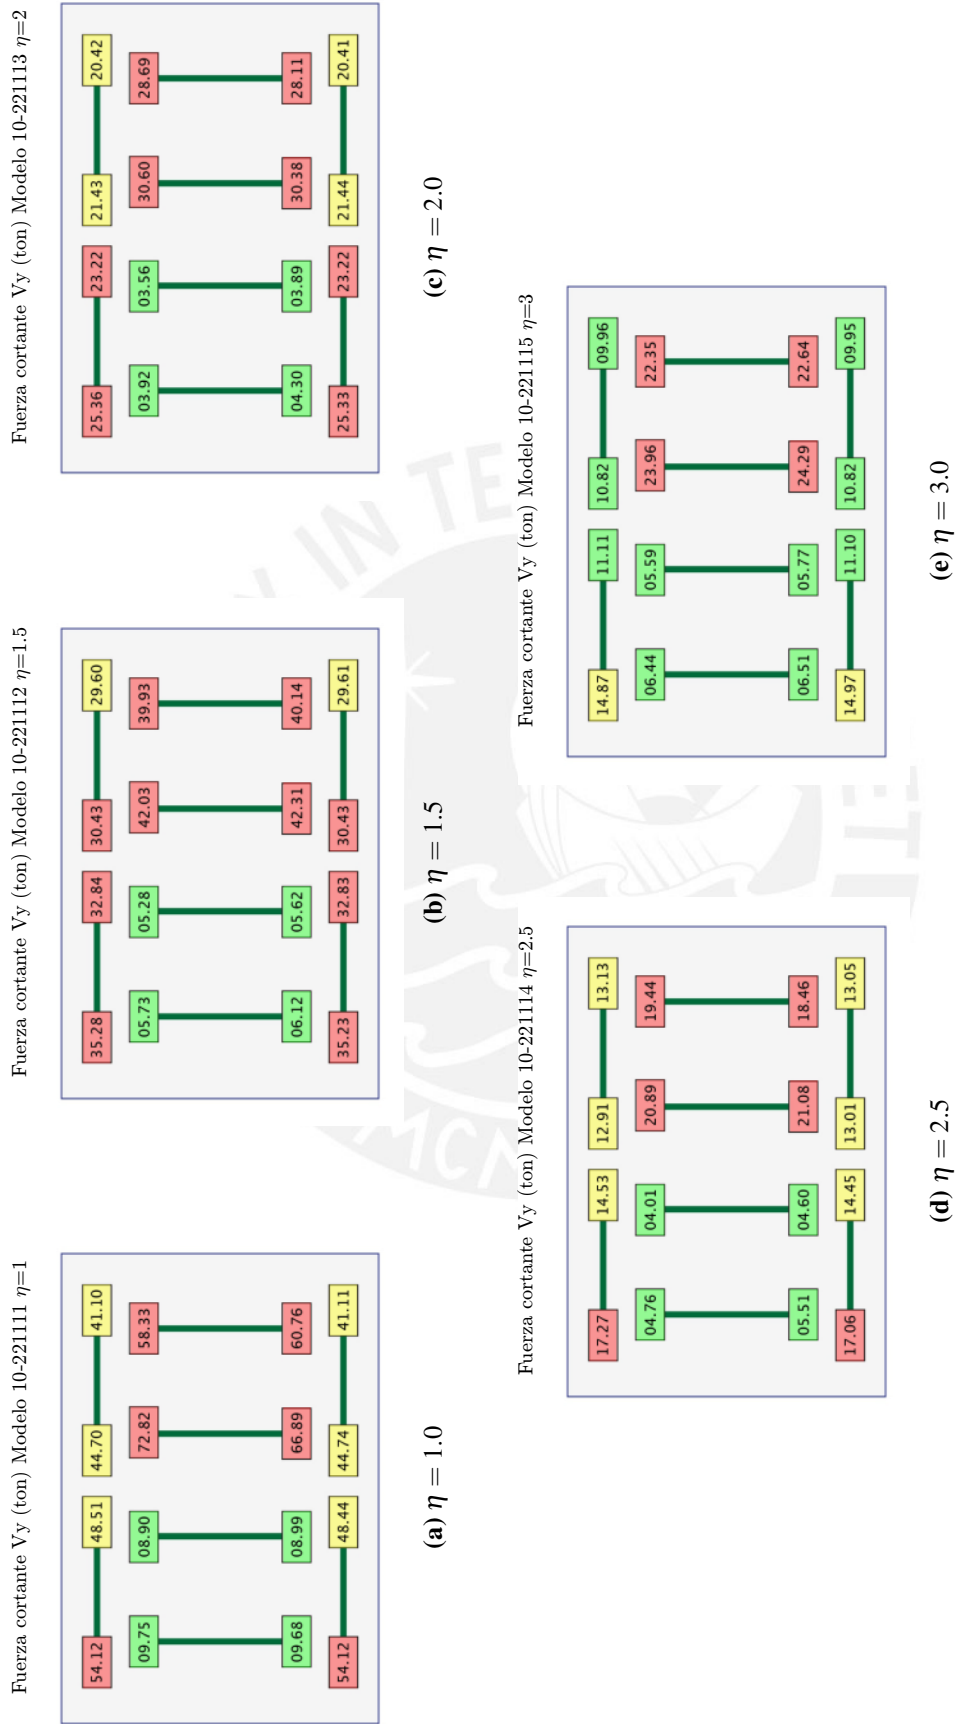 Fuerza cortante Vy (ton) Modelo 10-221111 η=1
54.12 48.51 44.70 41.10
09.75 08.90 72.82 58.33
09.68 08.99 66.89 60.76
54.12 48.44 44.74 41.11
(a) η = 1.0
Fuerza cortante Vy (ton) Modelo 10-221112 η=1.5
35.28 32.84 30.43 29.60
05.73 05.28 42.03 39.93
06.12 05.62 42.31 40.14
35.23 32.83 30.43 29.61
(b) η = 1.5
Fuerza cortante Vy (ton) Modelo 10-221113 η=2
25.36 23.22 21.43 20.42
03.92 03.56 30.60 28.69
04.30 03.89 30.38 28.11
25.33 23.22 21.44 20.41
(c) η = 2.0
Fuerza cortante Vy (ton) Modelo 10-221114 η=2.5
17.27 14.53 12.91 13.13
04.76 04.01 20.89 19.44
05.51 04.60 21.08 18.46
17.06 14.45 13.01 13.05
(d) η = 2.5
Fuerza cortante Vy (ton) Modelo 10-221115 η=3
14.87 11.11 10.82 09.96
06.44 05.59 23.96 22.35
06.51 05.77 24.29 22.64
14.97 11.10 10.82 09.95
(e) η = 3.0